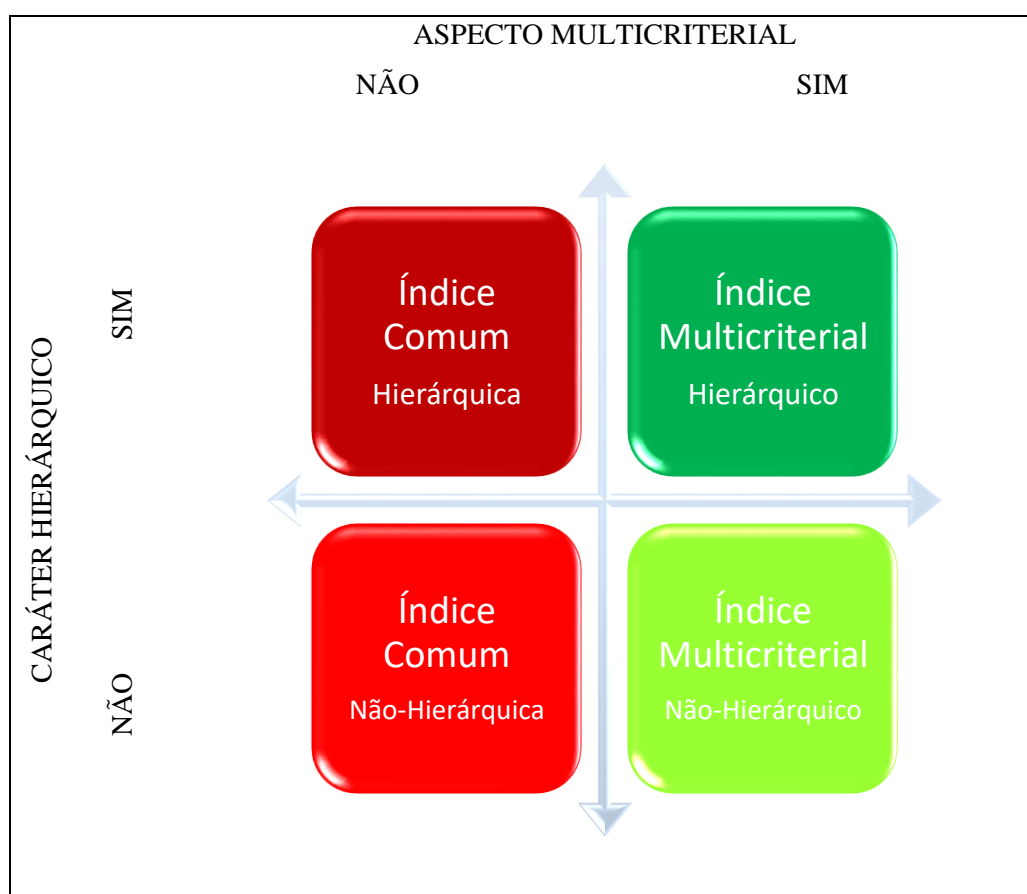 ASPECTO MULTICRITERIAL
NÃO SIM
CARÁTER HIERÁRQUICO
SIM
Índice
Comum
Hierárquica
Índice
Multicriterial
Hierárquico
NÃO
Índice
Comum
Não-Hierárquica
Índice
Multicriterial
Não-Hierárquico